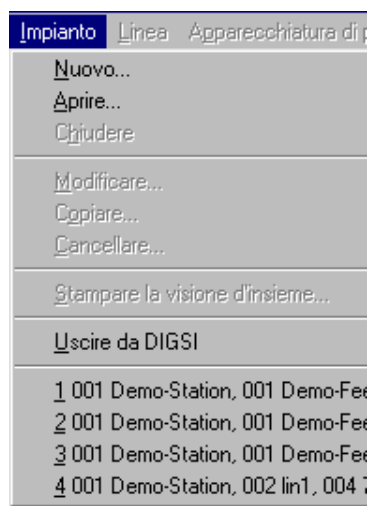 Impianto Linea Apparecchiatura di
Nuovo...
Aprire...
Chiudere
Modificare...
Copiare...
Cancellare...
Stampare la visione d'insieme...
Uscire da DIGSI
1 001 Demo-Station, 001 Demo-Fee
2 001 Demo-Station, 001 Demo-Fee
3 001 Demo-Station, 001 Demo-Fee
4 001 Demo-Station, 002 lin1, 004